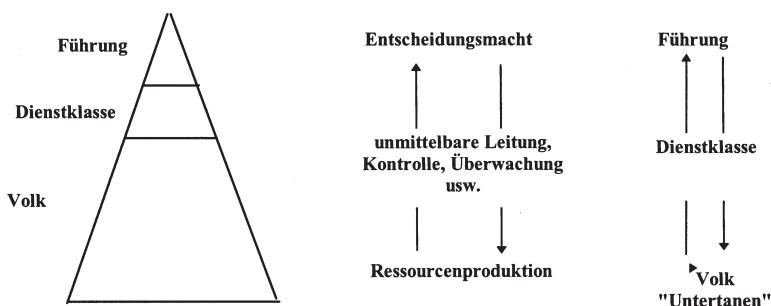 Führung
Dienstklasse
Volk
Entscheidungsmacht
unmittelbare Leitung,
Kontrolle, Überwachung
usw.
Ressourcenproduktion
Führung
Dienstklasse
Volk
"Untertanen"